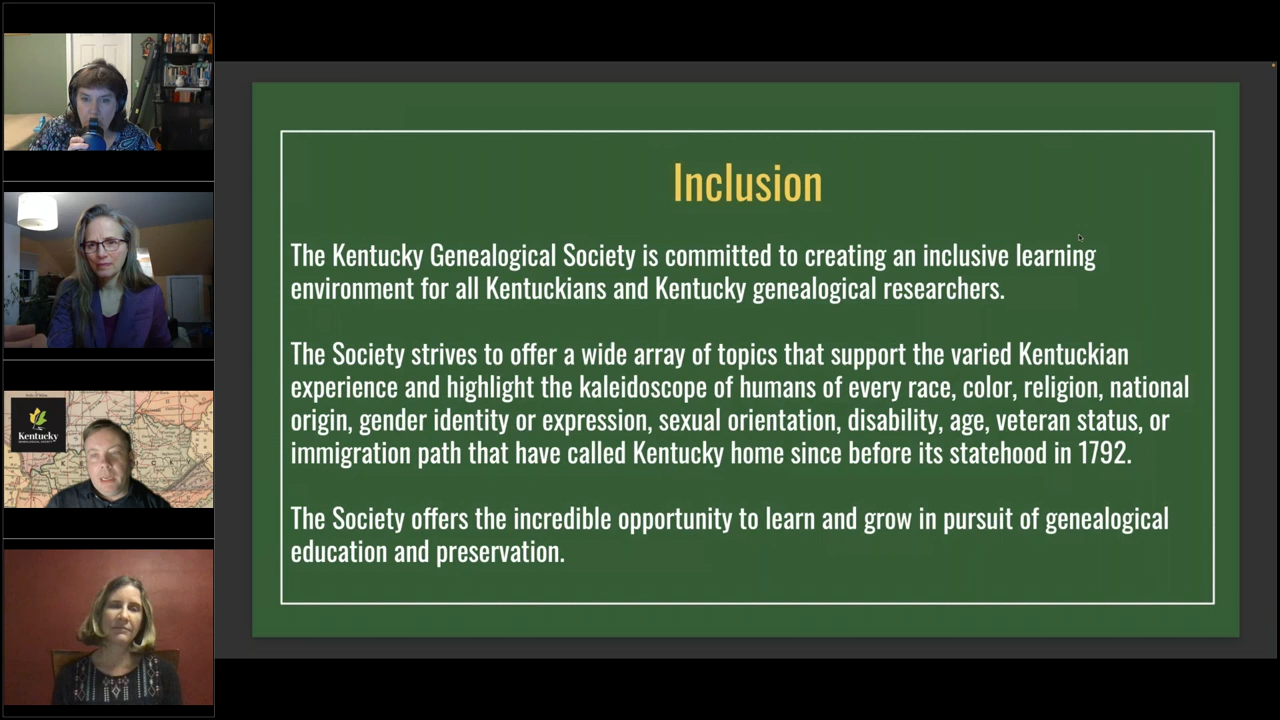 Inclusion
The Kentucky Genealogical Society is committed to creating an inclusive learning
environment for all Kentuckians and Kentucky genealogical researchers.
The Society strives to offer a wide array of topics that support the varied Kentuckian
experience and highlight the kaleidoscope of humans of every race, color, religion, national
origin, gender identity or expression, sexual orientation, disability, age, veteran status, or
immigration path that have called Kentucky home since before its statehood in 1792.
The Society offers the incredible opportunity to learn and grow in pursuit of genealogical
education and preservation.
Kentucky